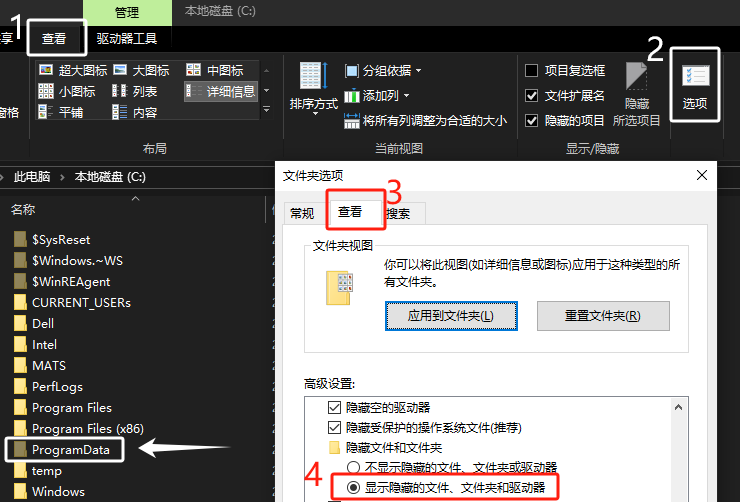 管理
本地磁盘 (C:)
1
享
查看
驱动器工具
超大图标
大图标
中图标
小图标
列表
详细信息
平铺
内容
窗格
布局
排序方式
分组依据
添加列
将所有列调整为合适的大小
当前视图
项目复选框
文件扩展名
隐藏的项目
隐藏
所选项目
显示/隐藏
2
选项
此电脑 > 本地磁盘 (C:)
名称
$SysReset
$Windows.~WS
$WinREAgent
CURRENT_USERs
Dell
Intel
MATS
PerfLogs
Program Files
Program Files (x86)
ProgramData
temp
Windows
文件夹选项
3
常规
查看
搜索
文件夹视图
你可以将此视图(如详细信息或图标)应用于这种类型的所
有文件夹。
应用到文件夹(L)
重置文件夹(R)
高级设置:
隐藏空的驱动器
隐藏受保护的操作系统文件(推荐)
隐藏文件和文件夹
不显示隐藏的文件、文件夹或驱动器
4
显示隐藏的文件、文件夹和驱动器